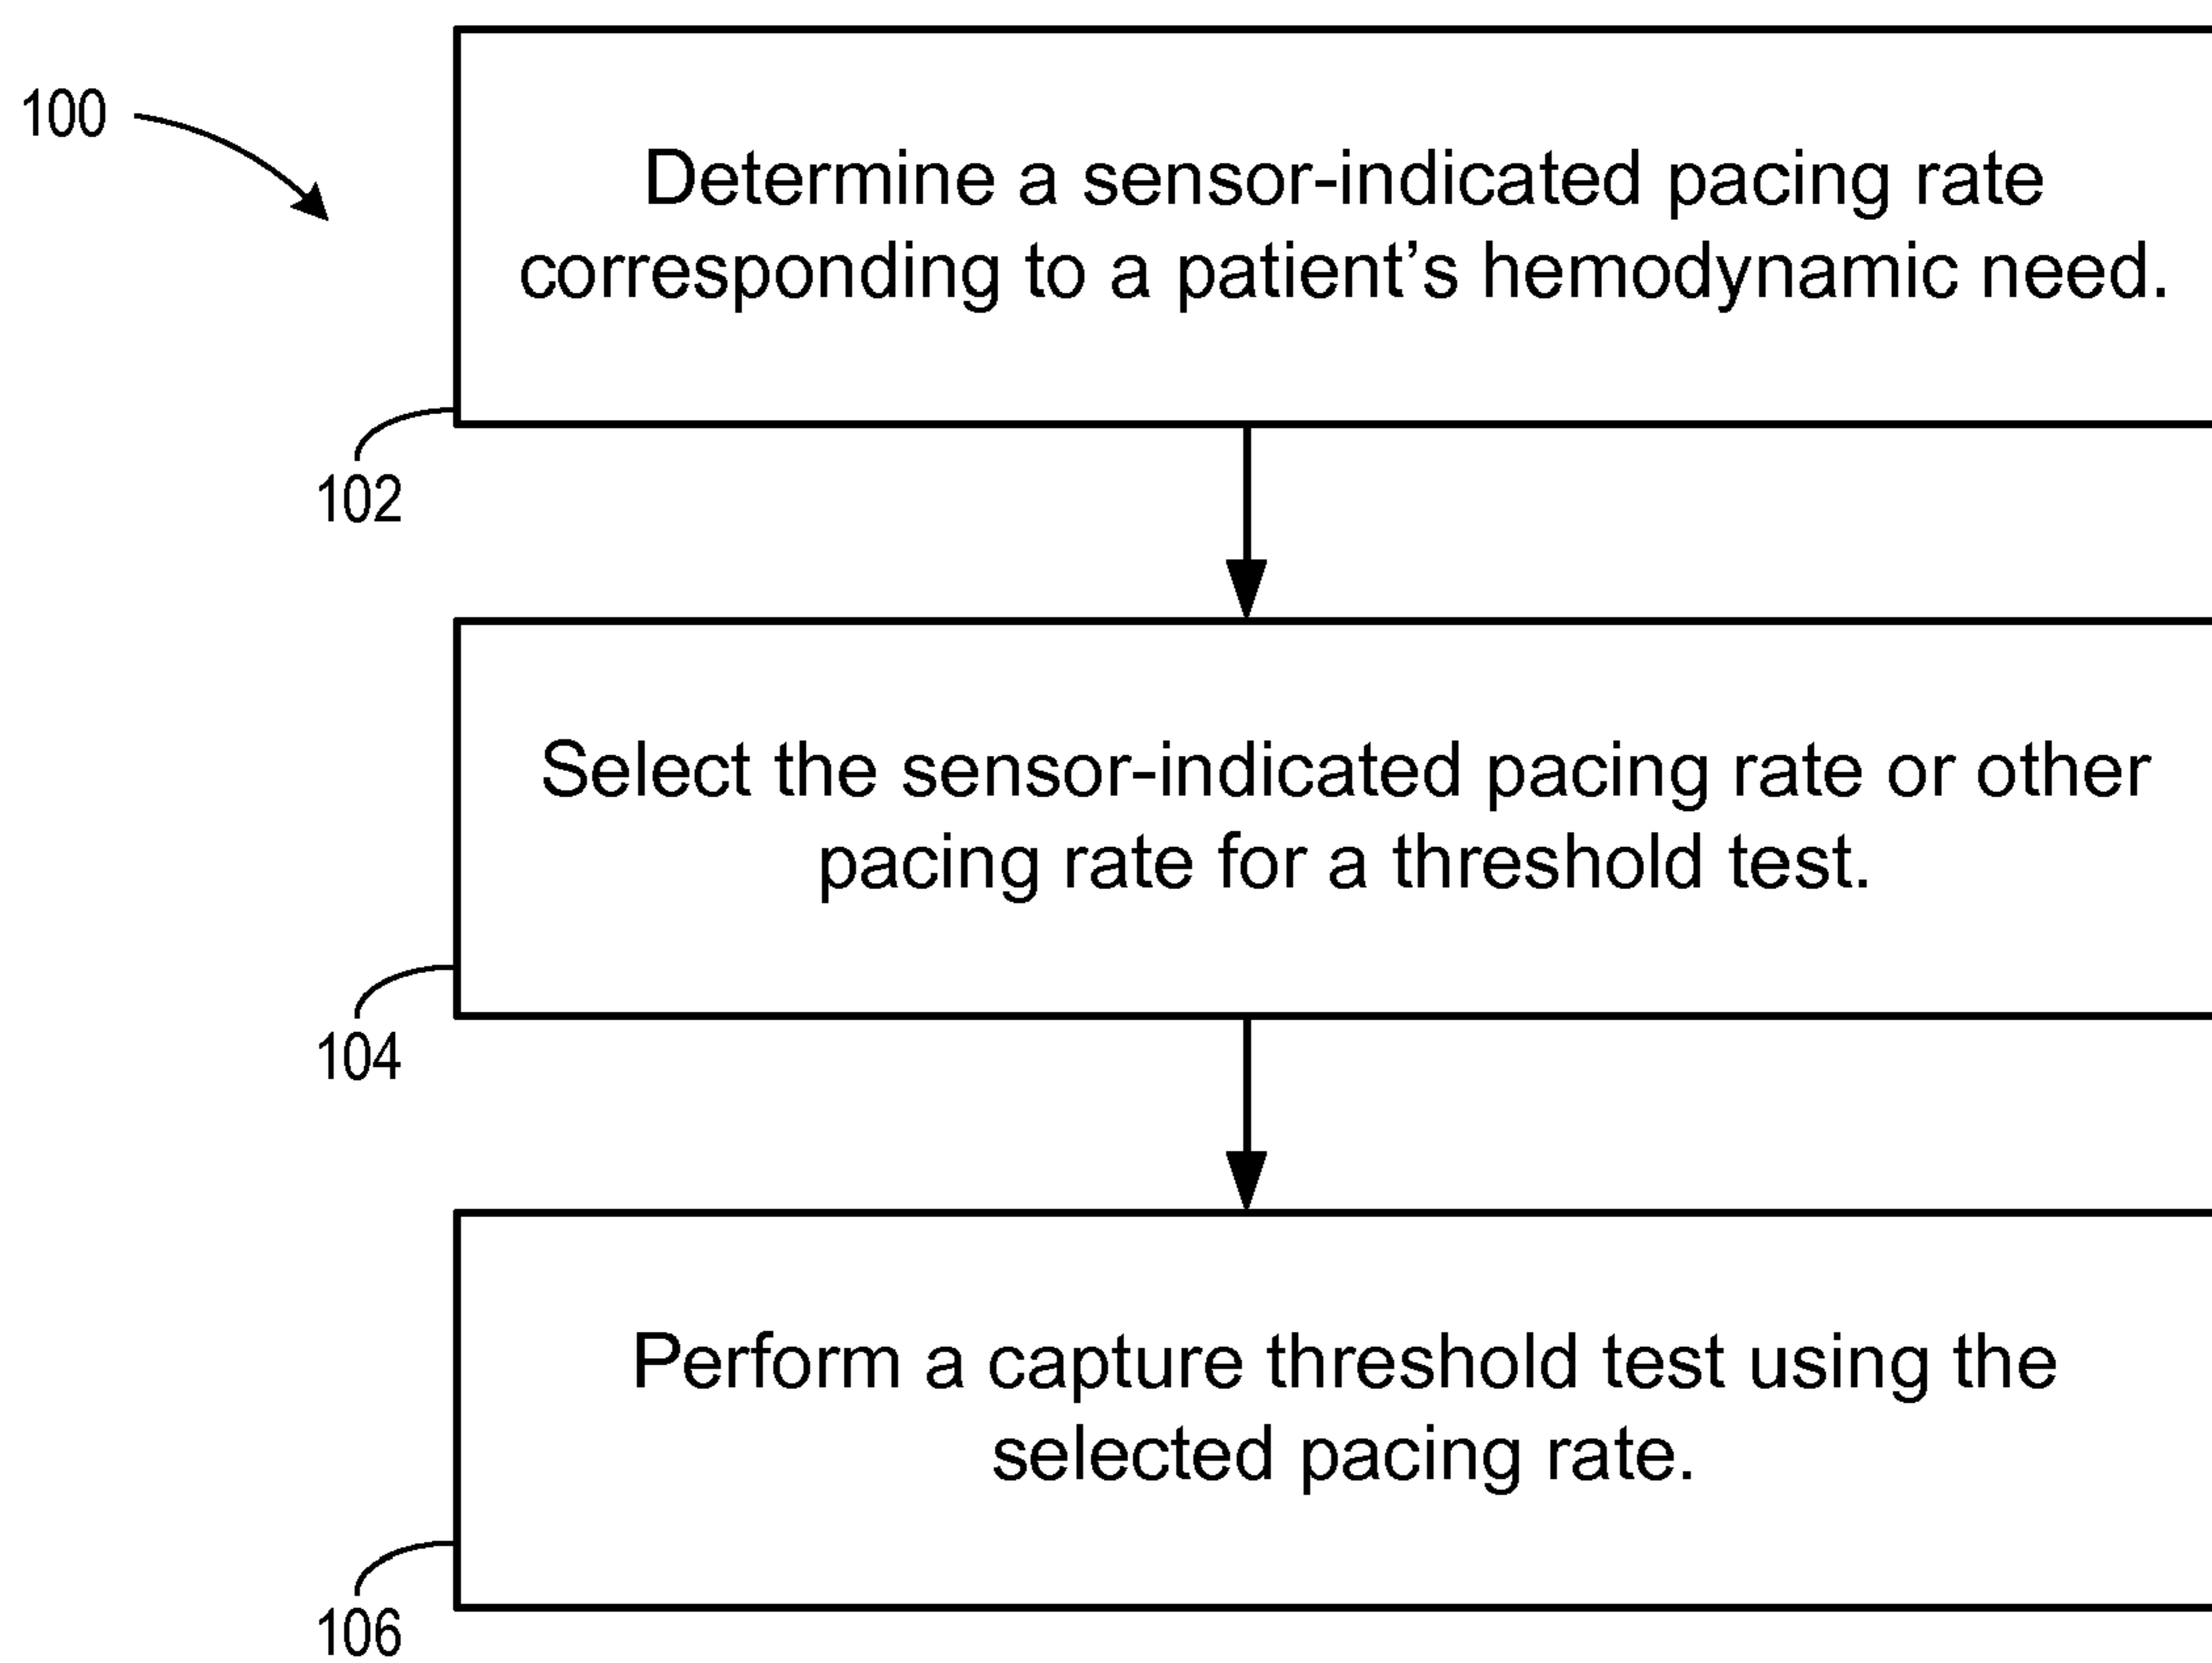 100
Determine a sensor-indicated pacing rate
corresponding to a patient’s hemodynamic need.
102
Select the sensor-indicated pacing rate or other
pacing rate for a threshold test.
104
Perform a capture threshold test using the
selected pacing rate.
106